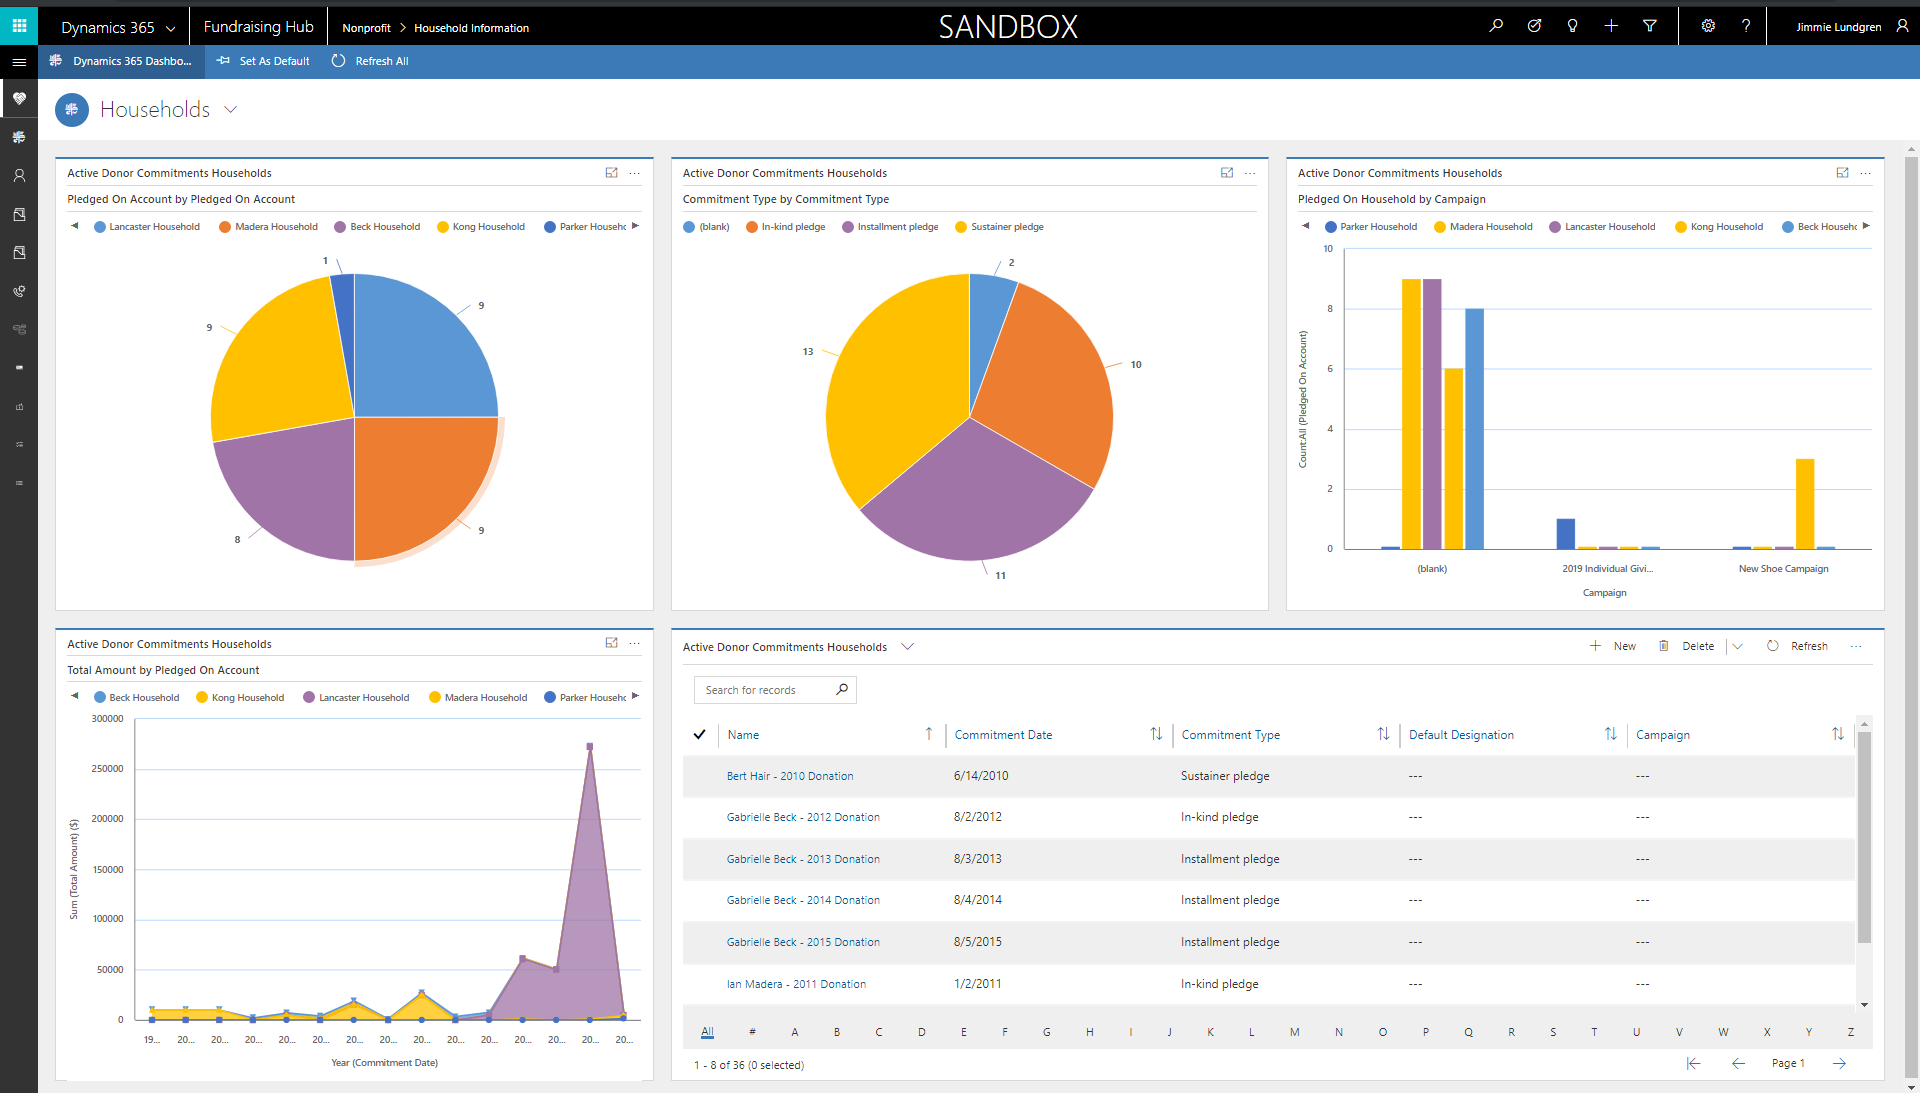 Dynamics 365
Fundraising Hub
Nonprofit > Household Information
SANDBOX
Jimmie Lundgren
Dynamics 365 Dashbo...
Set As Default
Refresh All
Households
Active Donor Commitments Households
Pledged On Account by Pledged On Account
Lancaster Household Madera Household Beck Household Kong Household Parker Househc
1
9
9
8
9
Active Donor Commitments Households
Commitment Type by Commitment Type
(blank) In-kind pledge Installment pledge Sustainer pledge
2
13
10
11
Active Donor Commitments Households
Pledged On Household by Campaign
Parker Household Madera Household Lancaster Household Kong Household Beck Househc
10
8
6
4
2
0
Count:All (Pledged On Account)
(blank) 2019 Individual Givi... New Shoe Campaign
Campaign
Active Donor Commitments Households
Total Amount by Pledged On Account
Beck Household Kong Household Lancaster Household Madera Household Parker Househc
300000
250000
200000
150000
100000
50000
0
Sum (Total Amount) ($)
19... 20... 20... 20... 20... 20... 20... 20... 20... 20... 20... 20... 20... 20... 20...
Year (Commitment Date)
Active Donor Commitments Households
New Delete Refresh
Search for records
Name Commitment Date Commitment Type Default Designation Campaign
Bert Hair - 2010 Donation 6/14/2010 Sustainer pledge --- ---
Gabrielle Beck - 2012 Donation 8/2/2012 In-kind pledge --- ---
Gabrielle Beck - 2013 Donation 8/3/2013 Installment pledge --- ---
Gabrielle Beck - 2014 Donation 8/4/2014 Installment pledge --- ---
Gabrielle Beck - 2015 Donation 8/5/2015 Installment pledge --- ---
Ian Madera - 2011 Donation 1/2/2011 In-kind pledge --- ---
All # A B C D E F G H I J K L M N O P Q R S T U V W X Y Z
1 - 8 of 36 (0 selected)
Page 1